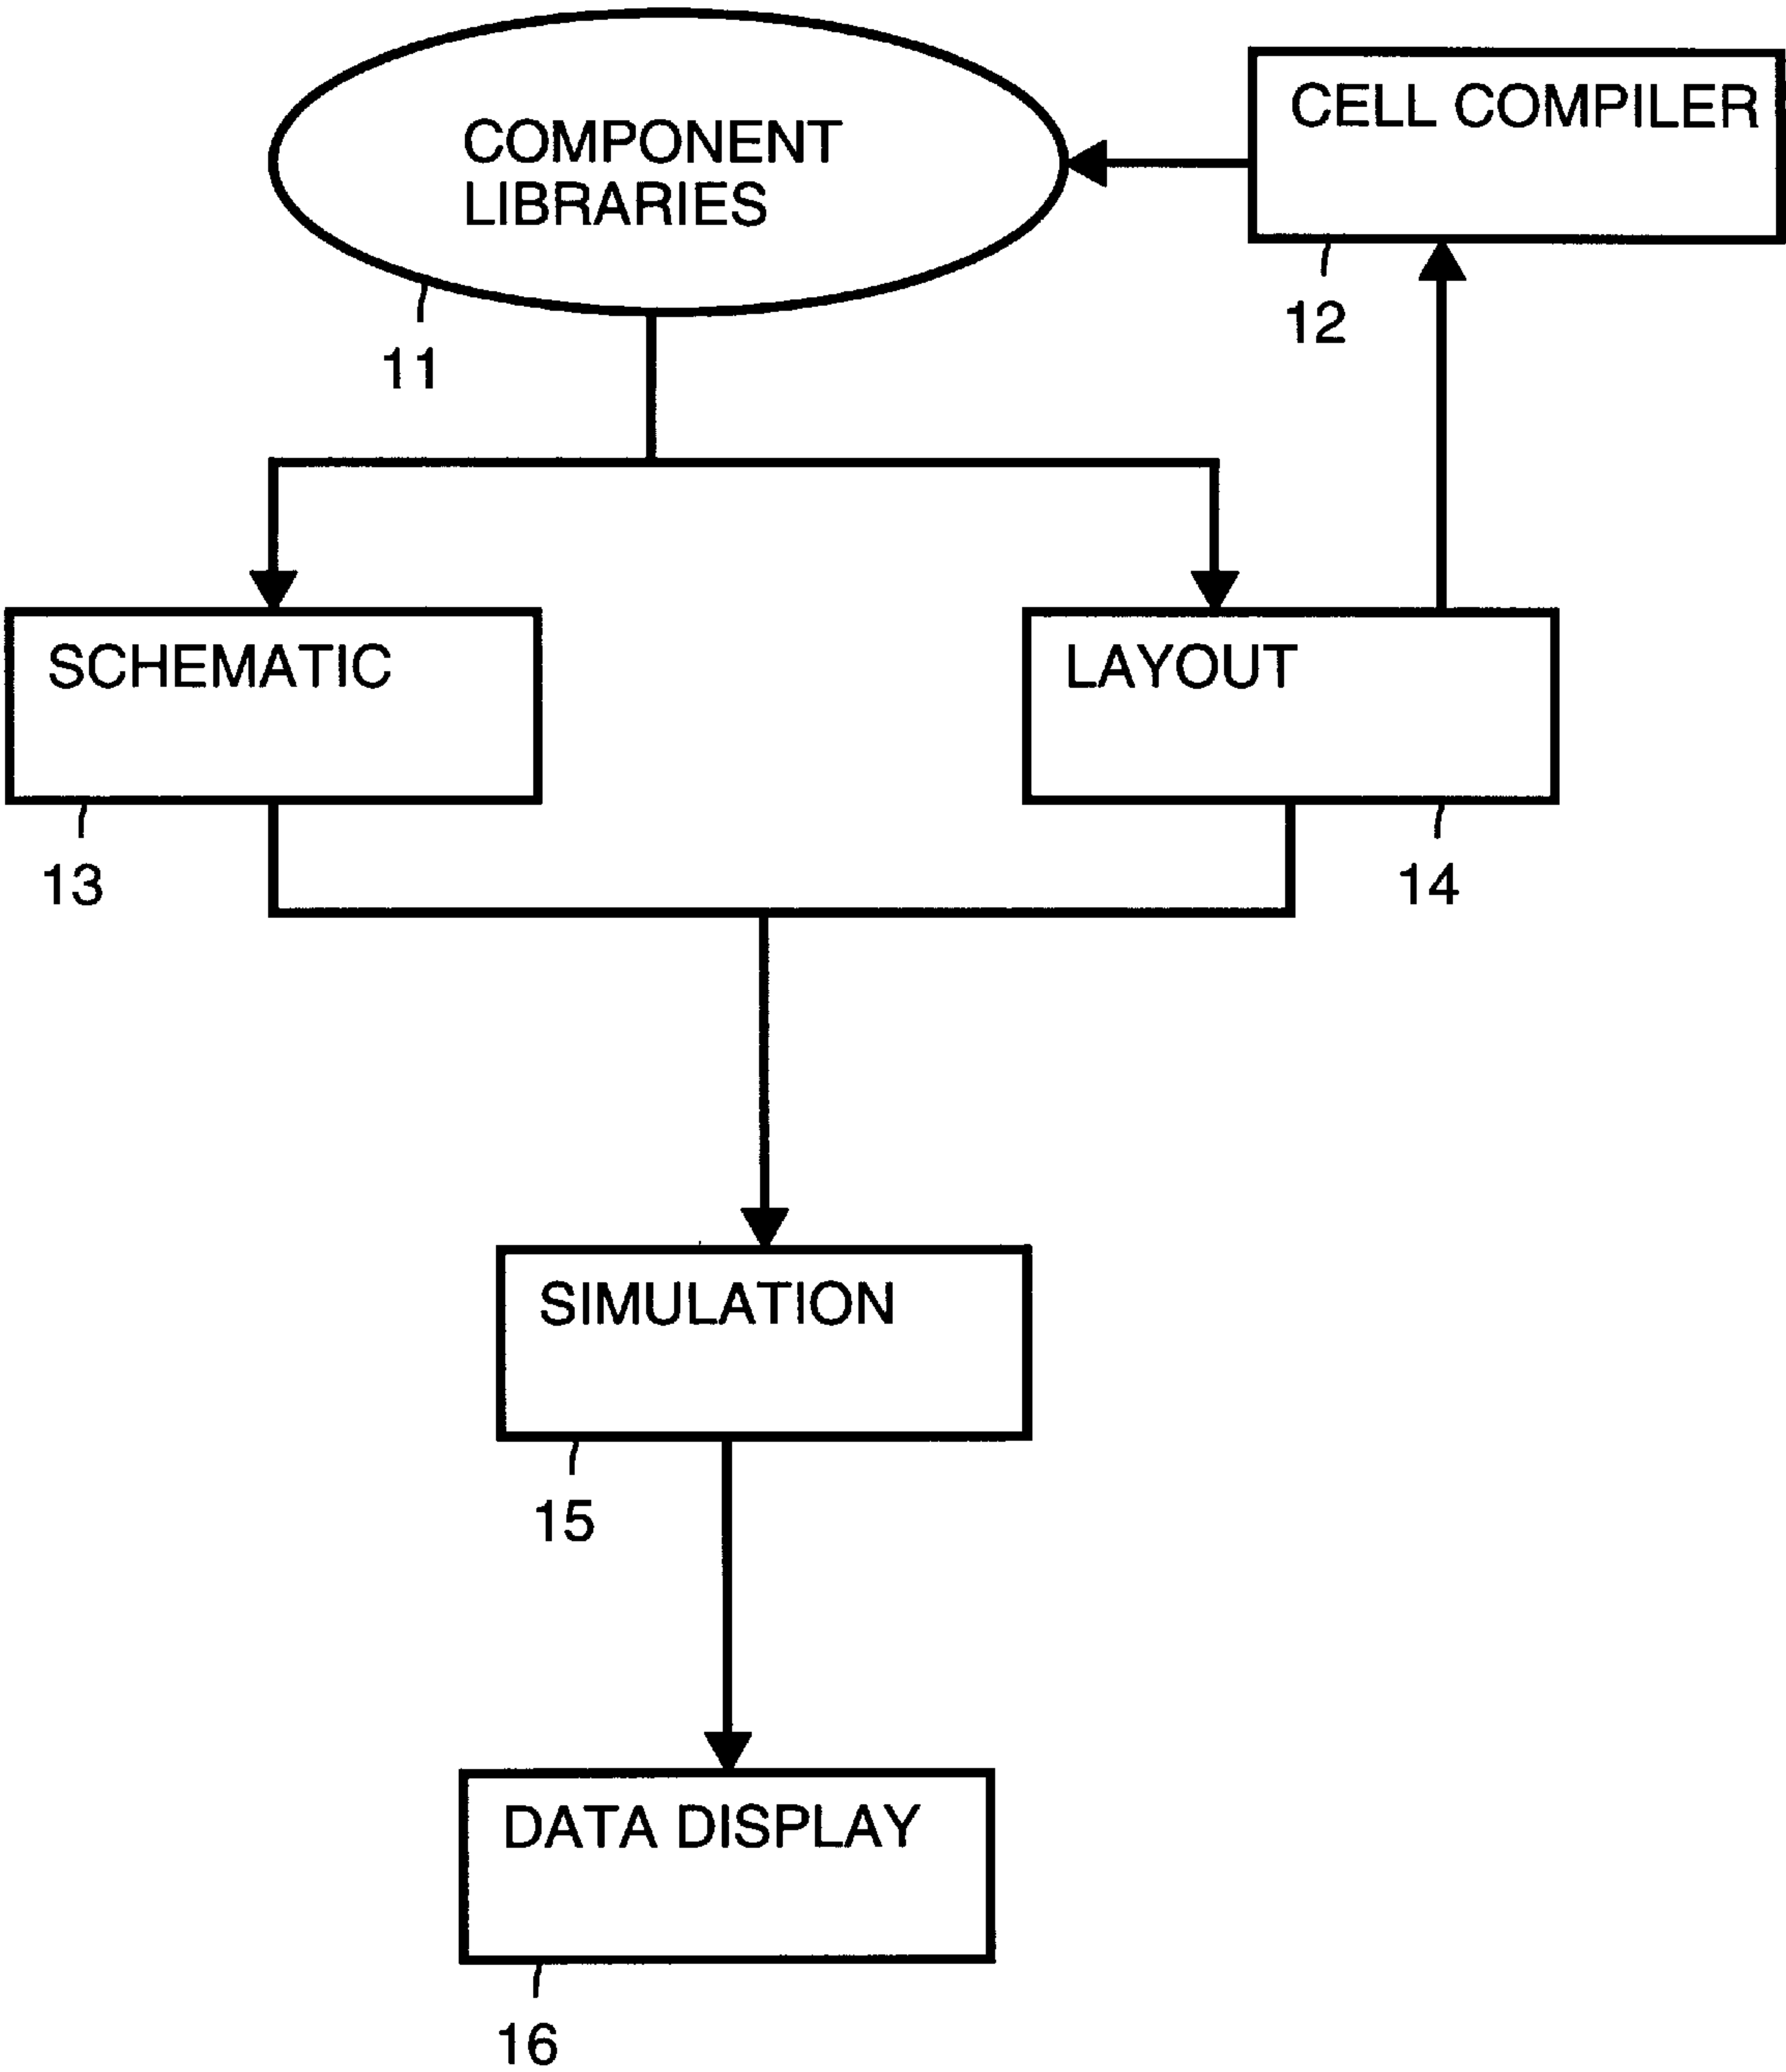 COMPONENT
LIBRARIES
CELL COMPILER
11
12
SCHEMATIC
LAYOUT
13
14
SIMULATION
15
DATA DISPLAY
16